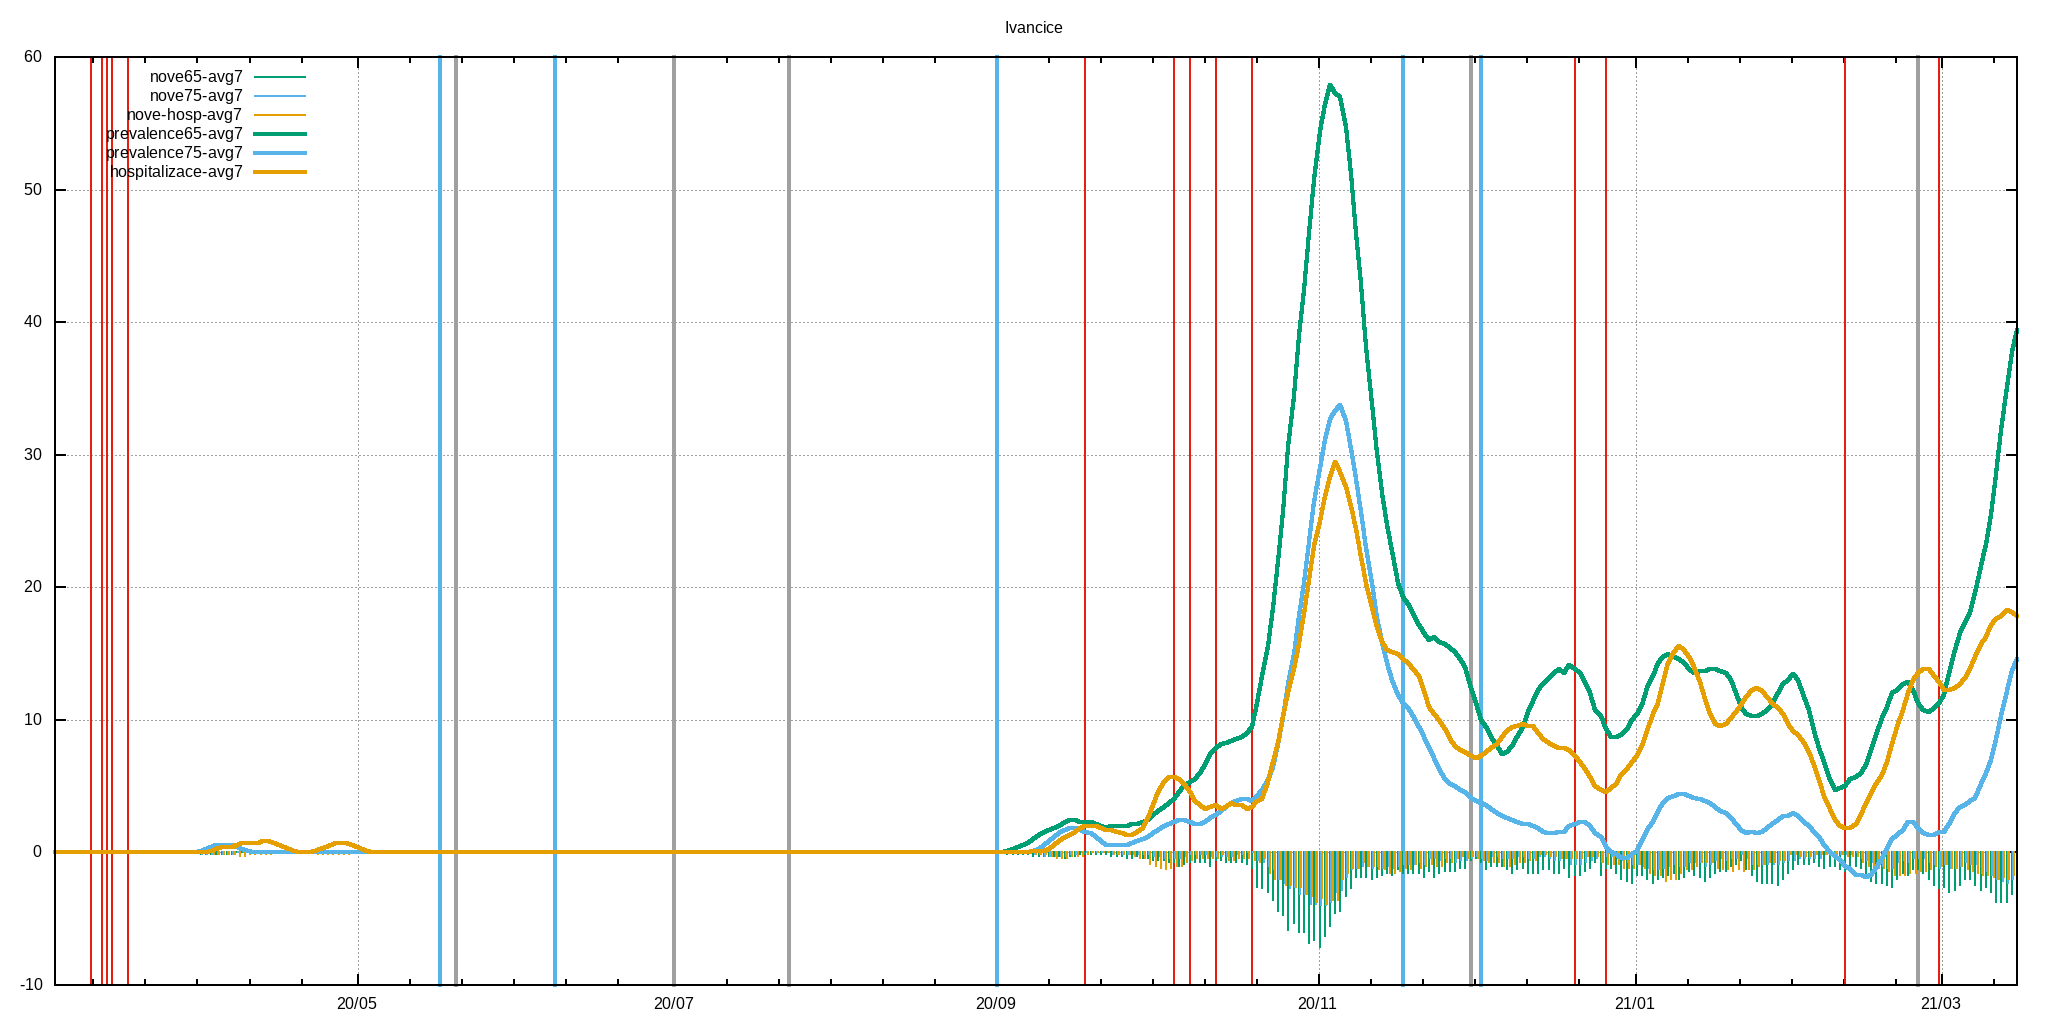 Ivancice
60
nove65-avg7
nove75-avg7
nove-hosp-avg7
prevalence65-avg7
prevalence75-avg7
hospitalizace-avg7
50
40
30
20
10
0
-10
20/05
20/07
20/09
20/11
21/01
21/03